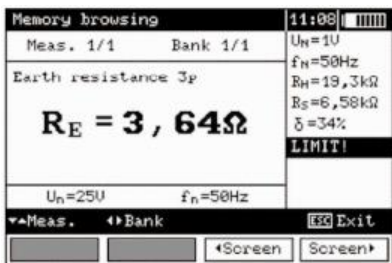 Memory browsing 11:08
Meas. 1/1 Bank 1/1
Earth resistance 3p
RE = 3,64Ω
Un=25V fn=50Hz
UN=1V
fN=50Hz
RH=19,3kΩ
RS=6,58kΩ
δ=34%
LIMIT!
▼▲Meas. ◀▶Bank ESC Exit
◀Screen Screen▶